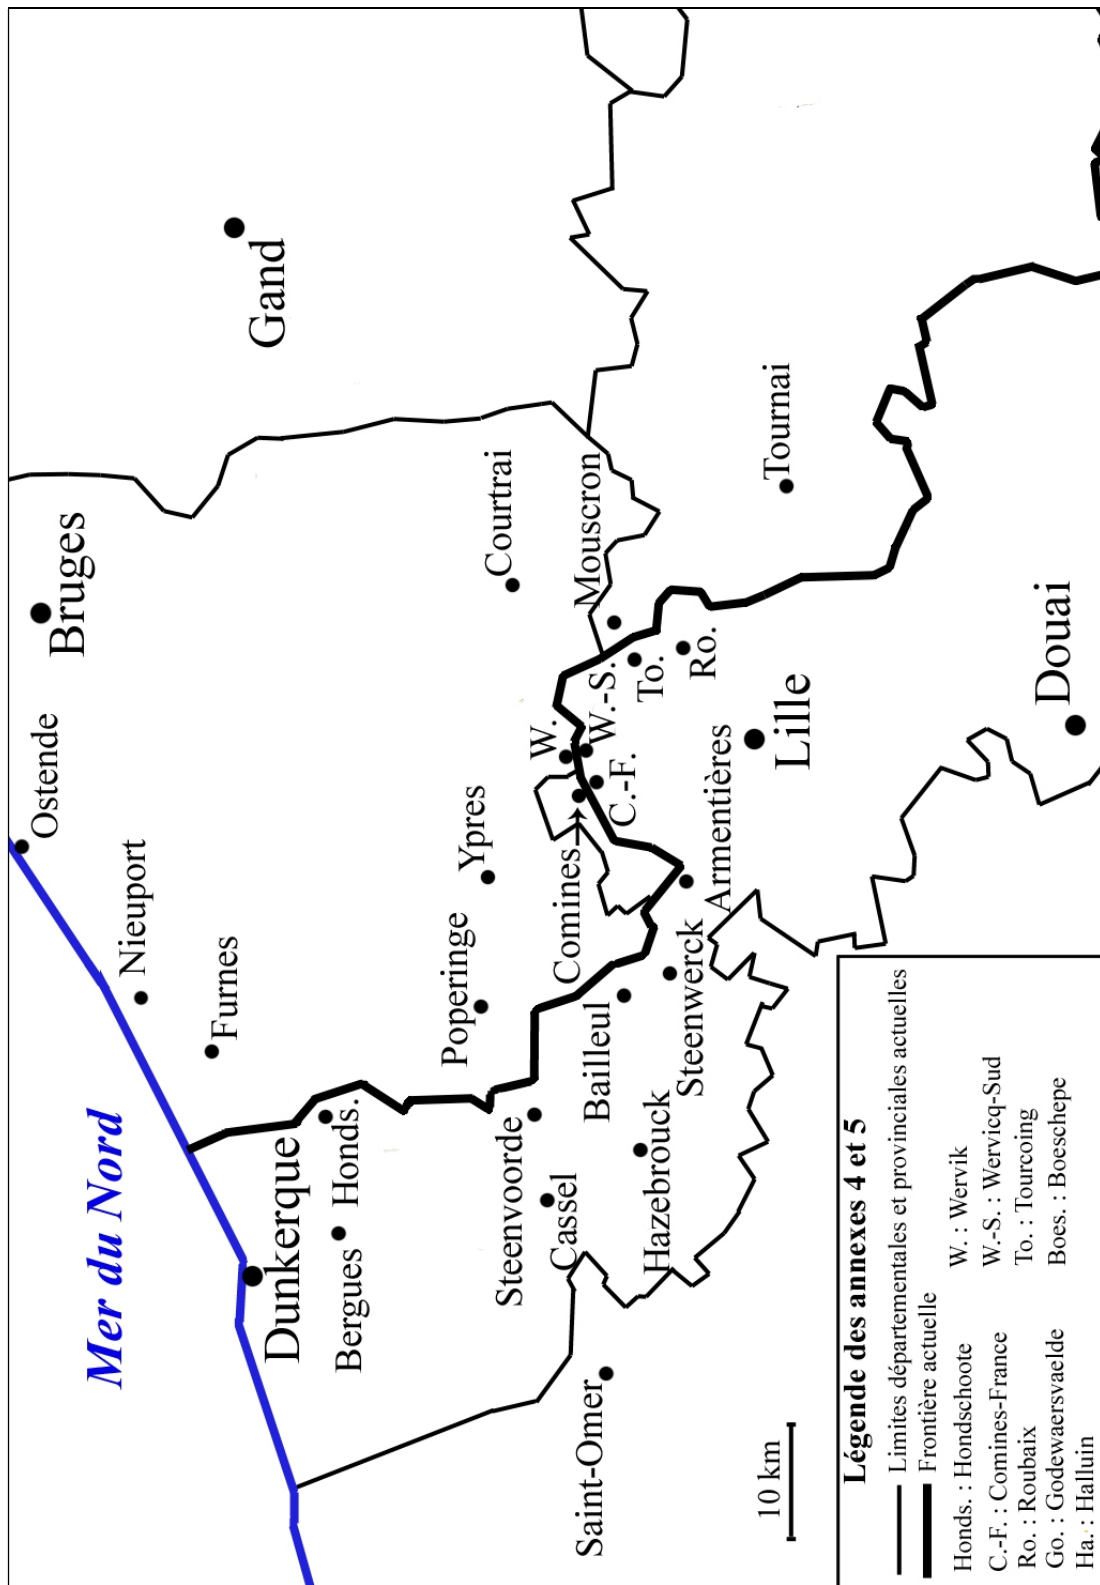 Mer du Nord
Ostende
Bruges
Nieuport
Gand
Furnes
Dunkerque
Honds.
Bergues
Poperinge
Ypres
Courtrai
Steenvoorde
Cassel
W.
W.-S.
Comines
C.-F.
Mouscron
Bailleul
To.
Saint-Omer
Hazebrouck
Steenwerck
Armentières
Ro.
Lille
Tournai
Douai
10 km
Légende des annexes 4 et 5
Limites départementales et provinciales actuelles
Frontière actuelle
Honds. : Hondschoote
W. : Wervik
C.-F. : Comines-France
W.-S. : Wervicq-Sud
Ro. : Roubaix
To. : Tourcoing
Go. : Godewaersvaelde
Boes. : Boeschepe
Ha. : Halluin